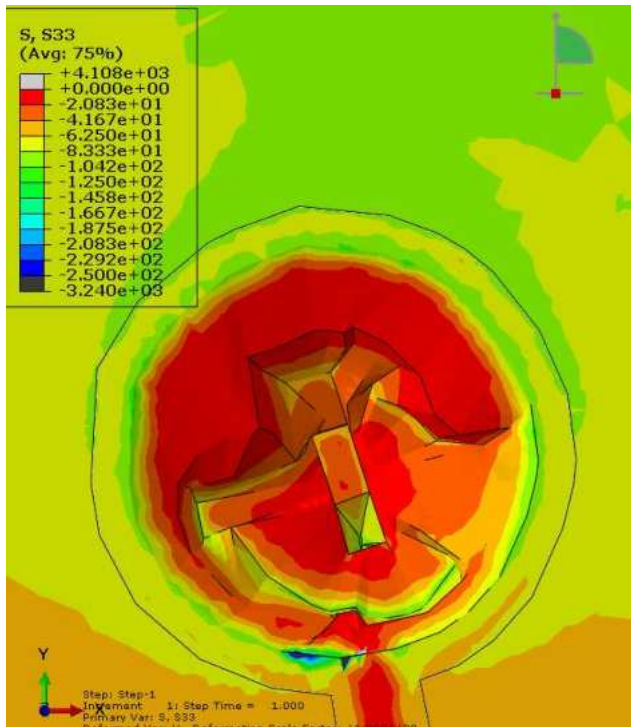 S, S33
(Avg: 75%)
+4.108e+03
+0.000e+00
-2.083e+01
-4.167e+01
-6.250e+01
-8.333e+01
-1.042e+02
-1.250e+02
-1.458e+02
-1.667e+02
-1.875e+02
-2.083e+02
-2.292e+02
-2.500e+02
-3.240e+03
Y
X
Step: Step-1
Increment 1: Step Time = 1.000
Primary Var: S, S33